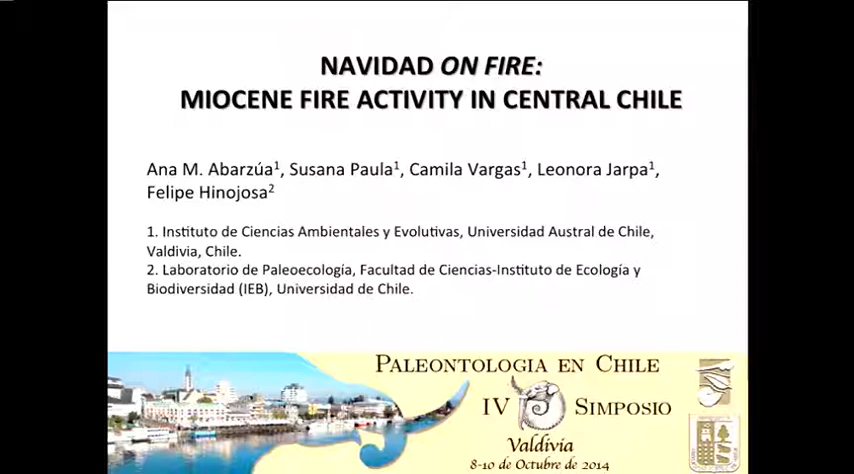 NAVIDAD ON FIRE:
MIOCENE FIRE ACTIVITY IN CENTRAL CHILE
Ana M. Abarzúa1, Susana Paula1, Camila Vargas1, Leonora Jarpa1,
Felipe Hinojosa2
1. Instituto de Ciencias Ambientales y Evolutivas, Universidad Austral de Chile,
Valdivia, Chile.
2. Laboratorio de Paleoecología, Facultad de Ciencias-Instituto de Ecología y
Biodiversidad (IEB), Universidad de Chile.
PALEONTOLOGIA EN CHILE
IV SIMPOSIO
Valdivia
8-10 de Octubre de 2014